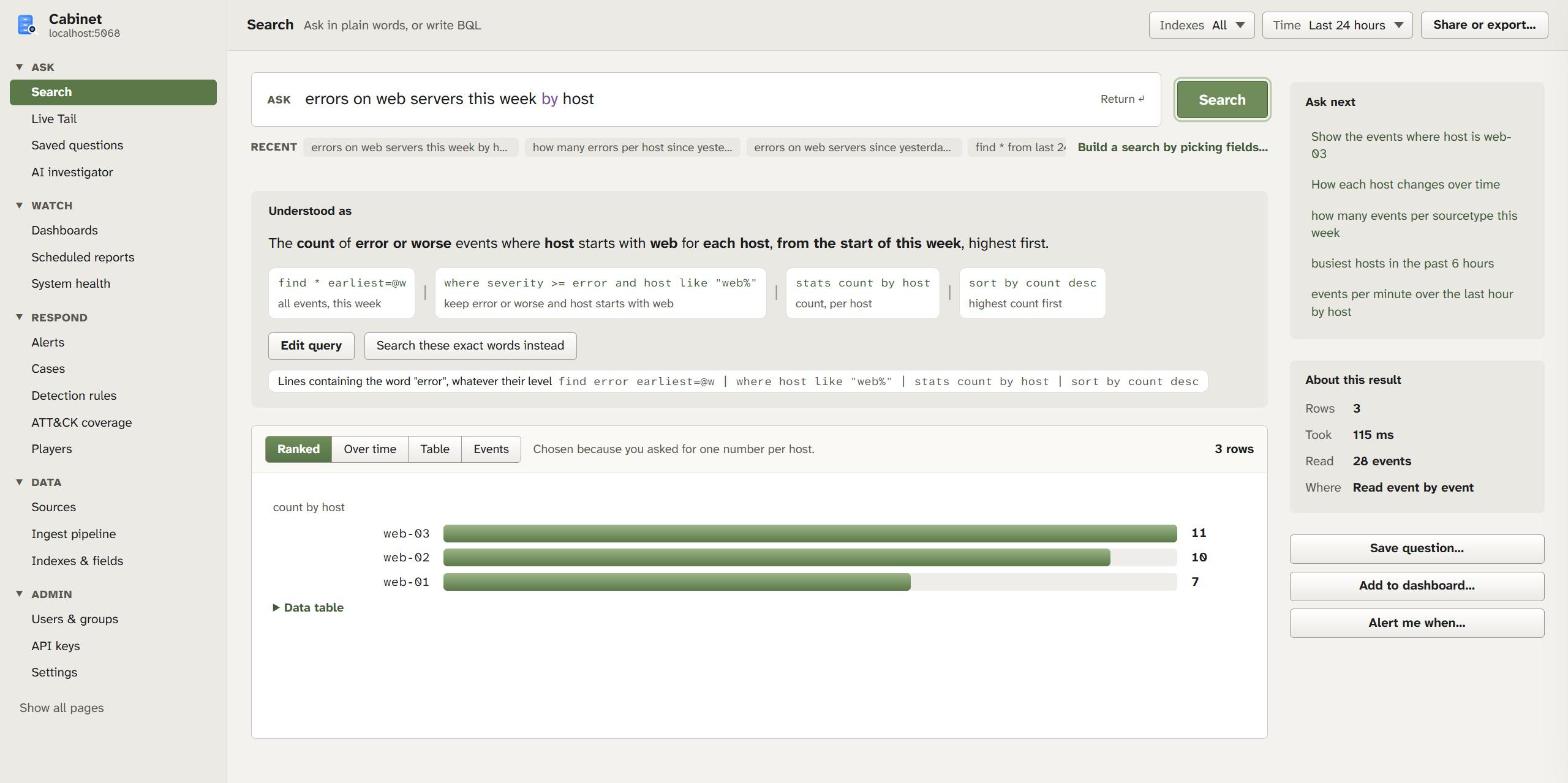 Cabinet
localhost:5068
ASK
Search
Live Tail
Saved questions
AI investigator
WATCH
Dashboards
Scheduled reports
System health
RESPOND
Alerts
Cases
Detection rules
ATT&CK coverage
Players
DATA
Sources
Ingest pipeline
Indexes & fields
ADMIN
Users & groups
API keys
Settings
Show all pages
Search Ask in plain words, or write BQL
Indexes All
Time Last 24 hours
Share or export...
ASK errors on web servers this week by host Return ↵
Search
RECENT errors on web servers this week by h... how many errors per host since yeste... errors on web servers since yesterda... find * from last 24 Build a search by picking fields...
Understood as
The count of error or worse events where host starts with web for each host, from the start of this week, highest first.
find * earliest=@w | where severity >= error and host like "web%" | stats count by host | sort by count desc
all events, this week keep error or worse and host starts with web count, per host highest count first
Edit query Search these exact words instead
Lines containing the word "error", whatever their level find error earliest=@w | where host like "web%" | stats count by host | sort by count desc
Ranked Over time Table Events Chosen because you asked for one number per host. 3 rows
count by host
web-03 11
web-02 10
web-01 7
Data table
Ask next
Show the events where host is web-
03
How each host changes over time
how many events per sourcetype this
week
busiest hosts in the past 6 hours
events per minute over the last hour
by host
About this result
Rows 3
Took 115 ms
Read 28 events
Where Read event by event
Save question...
Add to dashboard...
Alert me when...